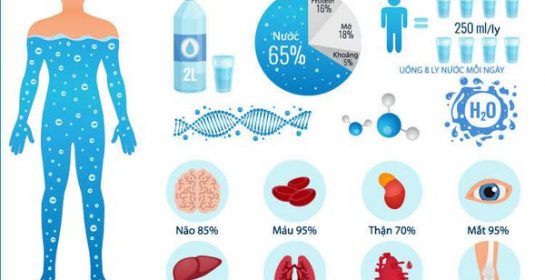 Protein
16%
Mỡ
18%
Khoáng
5%
Nước
65%
2L
=
250 ml/ly
UỐNG 8 LY NƯỚC MỖI NGÀY
H₂O
Não 85%
Máu 95%
Thận 70%
Mắt 95%